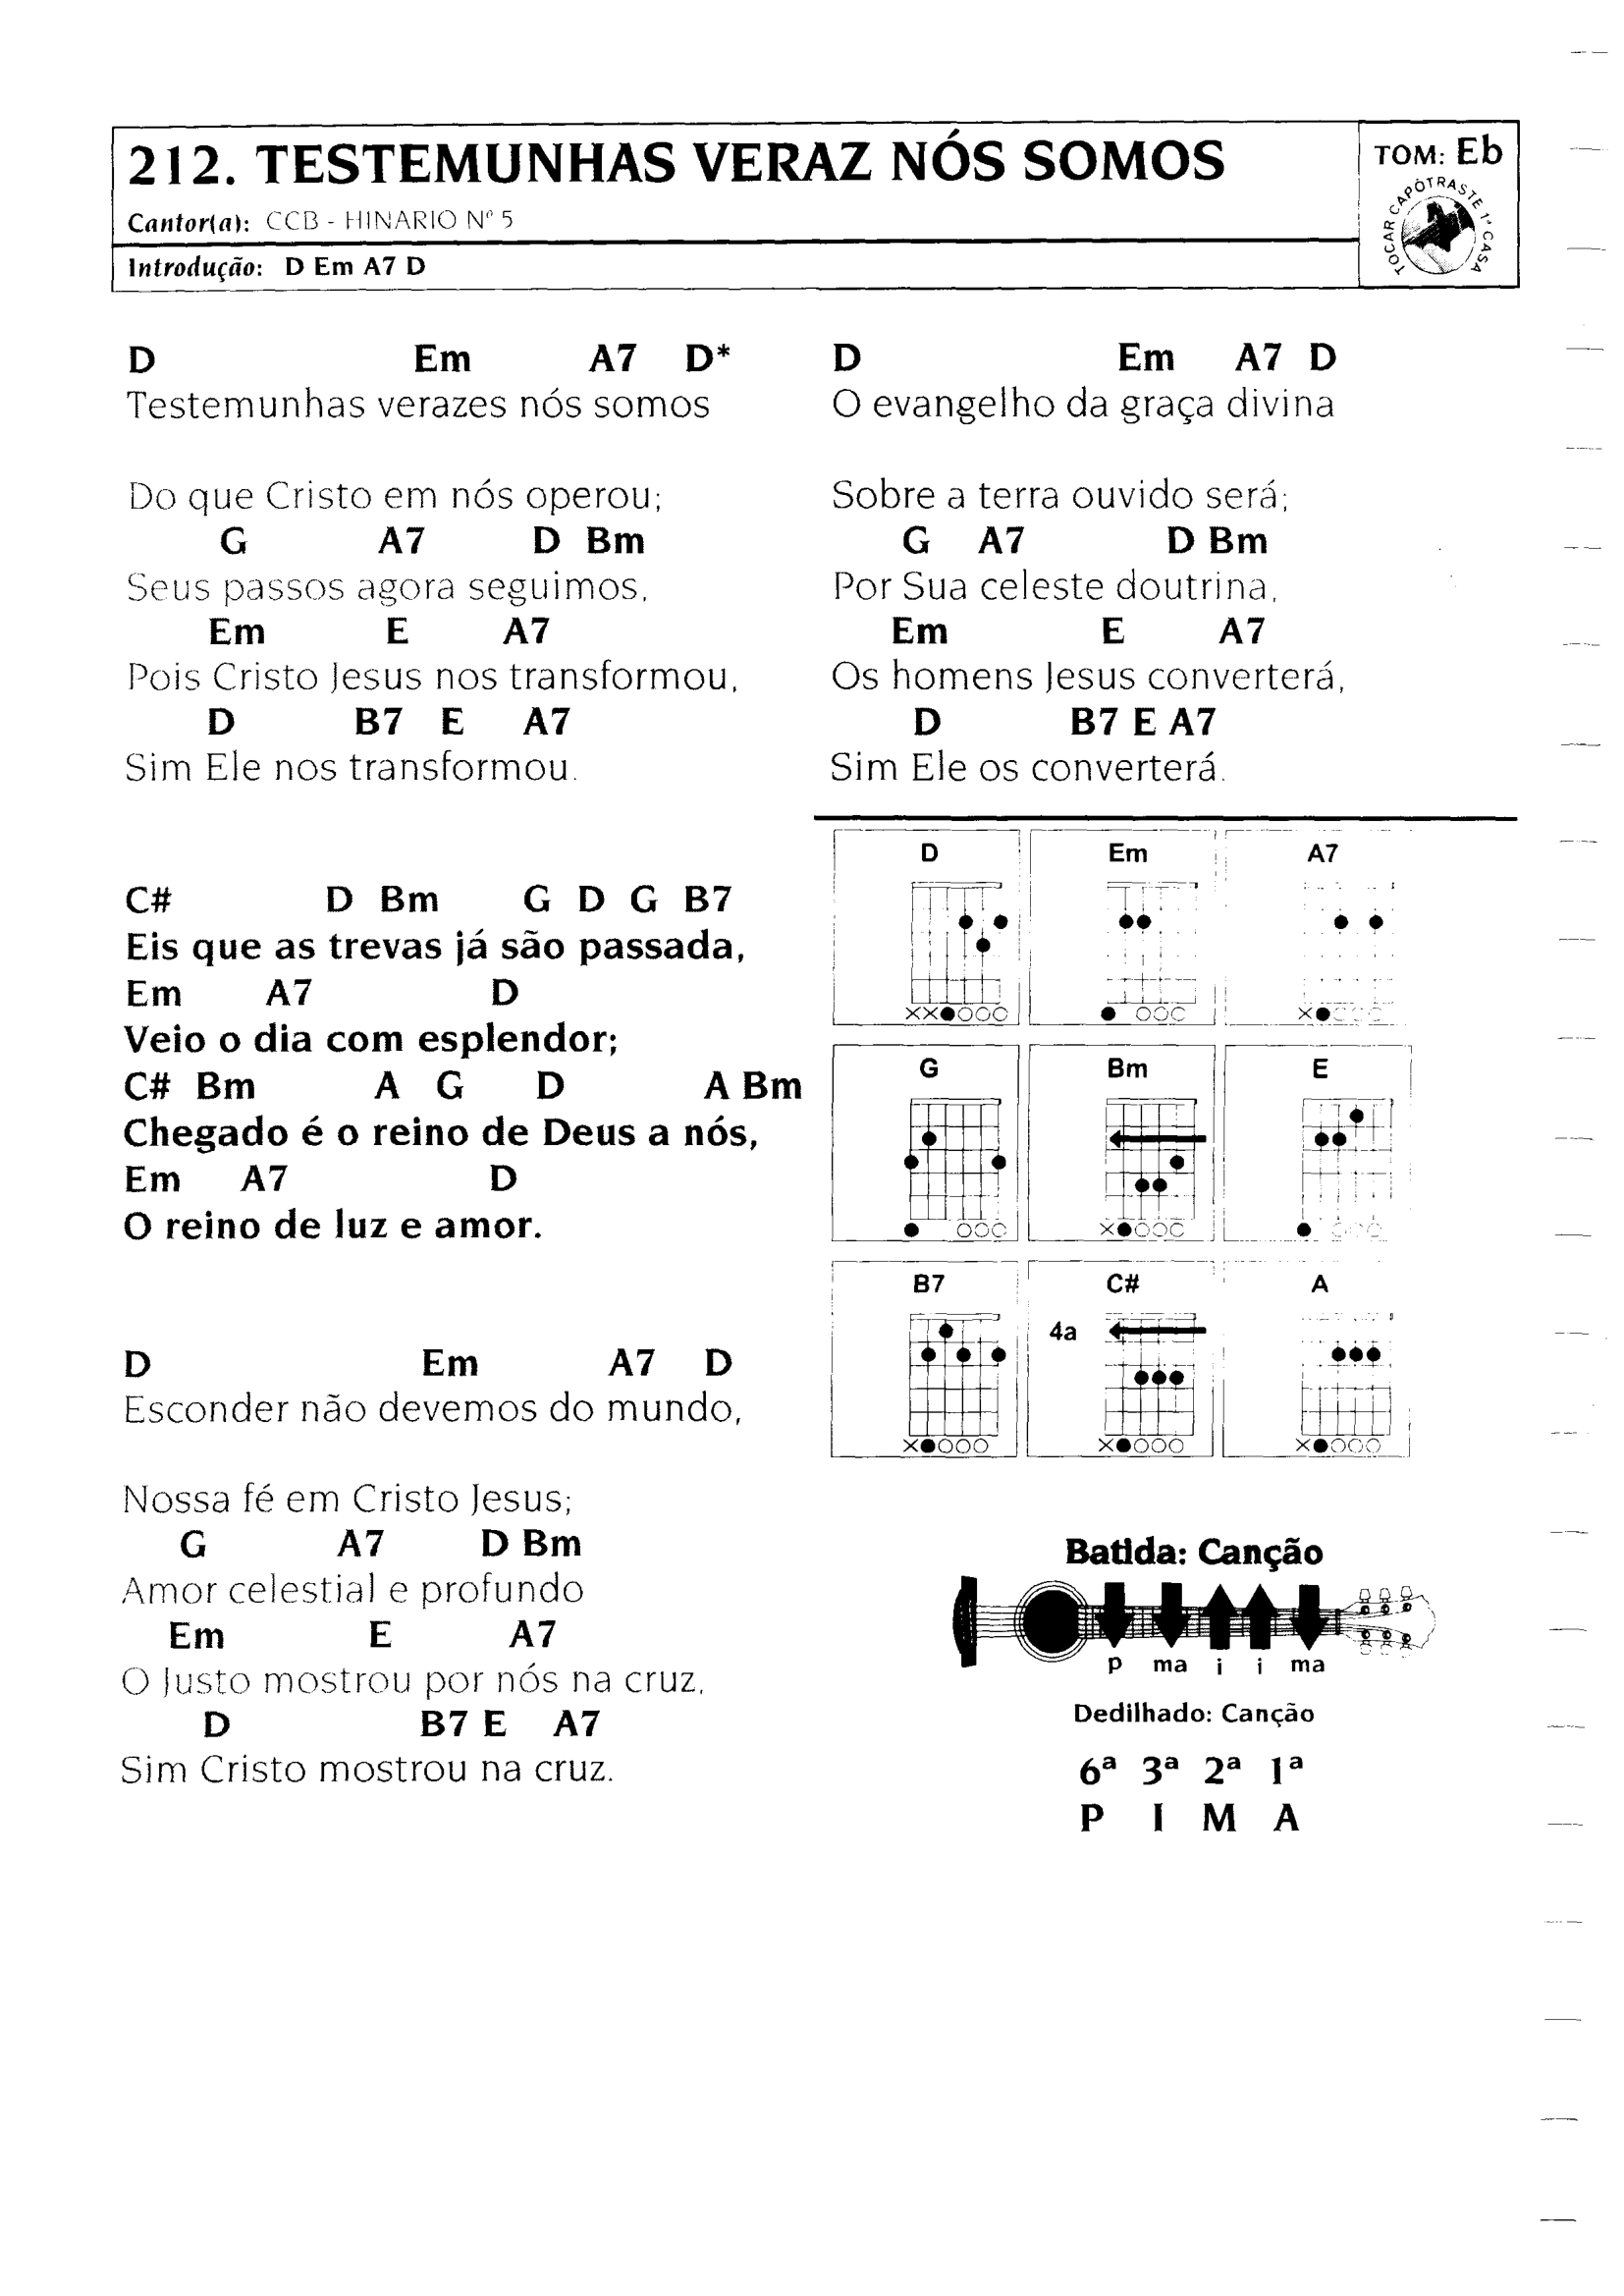 212. TESTEMUNHAS VERAZ NÓS SOMOS
Cantor(a): CCB - HINARIO Nº 5
Introdução: D Em A7 D
TOM: Eb
TOCAR CAPÒTRASTE 1ª CASA
D Em A7 D*
Testemunhas verazes nós somos
Do que Cristo em nós operou;
G A7 D Bm
Seus passos agora seguimos,
Em E A7
Pois Cristo Jesus nos transformou,
D B7 E A7
Sim Ele nos transformou.
C# D Bm G D G B7
Eis que as trevas já são passada,
Em A7 D
Veio o dia com esplendor;
C# Bm A G D A Bm
Chegado é o reino de Deus a nós,
Em A7 D
O reino de luz e amor.
D Em A7 D
Esconder não devemos do mundo,
Nossa fé em Cristo Jesus;
G A7 D Bm
Amor celestial e profundo
Em E A7
O Justo mostrou por nós na cruz,
D B7 E A7
Sim Cristo mostrou na cruz.
D Em A7 D
O evangelho da graça divina
Sobre a terra ouvido será;
G A7 D Bm
Por Sua celeste doutrina,
Em E A7
Os homens Jesus converterá,
D B7 E A7
Sim Ele os converterá.
D Em A7
G Bm E
B7 C# A
4a
Batida: Canção
p ma i i ma
Dedilhado: Canção
6ª 3ª 2ª 1ª
P I M A